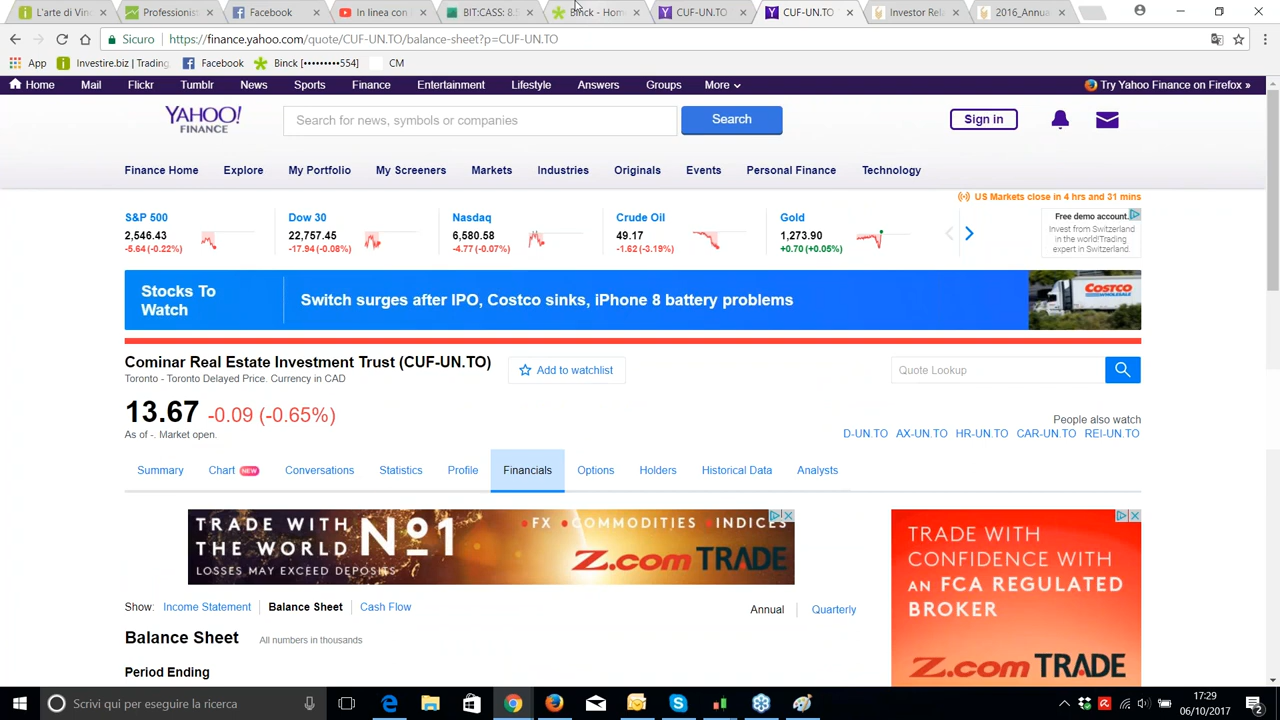 L'arte di Vinc
Professionist
Facebook
In linea con l
BIT:CASS: 8.5
Binck - Home
CUF-UN.TO
CUF-UN.TO
Investor Rela
2016_Annua
Sicuro
https://finance.yahoo.com/quote/CUF-UN.TO/balance-sheet?p=CUF-UN.TO
App
Investire.biz | Trading
Facebook
Binck [••••••••554]
CM
Home Mail Flickr Tumblr News Sports Finance Entertainment Lifestyle Answers Groups More
Try Yahoo Finance on Firefox »
YAHOO!
FINANCE
Search for news, symbols or companies
Search
Sign in
Finance Home Explore My Portfolio My Screeners Markets Industries Originals Events Personal Finance Technology
US Markets close in 4 hrs and 31 mins
S&P 500
2,546.43
-5.64 (-0.22%)
Dow 30
22,757.45
-17.94 (-0.08%)
Nasdaq
6,580.58
-4.77 (-0.07%)
Crude Oil
49.17
-1.62 (-3.19%)
Gold
1,273.90
+0.70 (+0.05%)
Free demo account.
Invest from Switzerland
in the world!Trading
expert in Switzerland.
Stocks To
Watch
Switch surges after IPO, Costco sinks, iPhone 8 battery problems
Costco
WHOLESALE
Cominar Real Estate Investment Trust (CUF-UN.TO)
Add to watchlist
Quote Lookup
Toronto - Toronto Delayed Price. Currency in CAD
13.67 -0.09 (-0.65%)
As of -. Market open.
People also watch
D-UN.TO AX-UN.TO HR-UN.TO CAR-UN.TO REI-UN.TO
Summary Chart NEW Conversations Statistics Profile Financials Options Holders Historical Data Analysts
TRADE WITH
THE WORLD Nº1
LOSSES MAY EXCEED DEPOSITS
•FX •COMMODITIES •INDICES
Z.com TRADE
TRADE WITH
CONFIDENCE WITH
AN FCA REGULATED
BROKER
Z.com TRADE
Show: Income Statement Balance Sheet Cash Flow
Annual Quarterly
Balance Sheet All numbers in thousands
Period Ending
Scrivi qui per eseguire la ricerca
17:29
06/10/2017
2